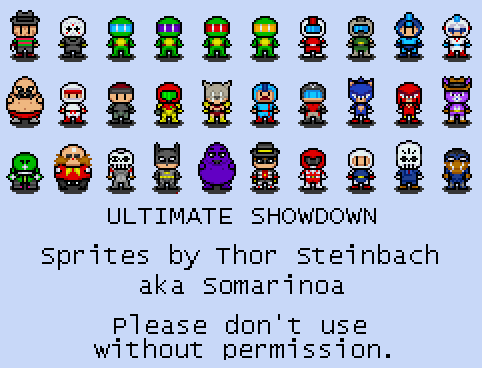 ULTIMATE SHOWDOWN
Sprites by Thor Steinbach
aka Somarinoa
Please don't use
without permission.